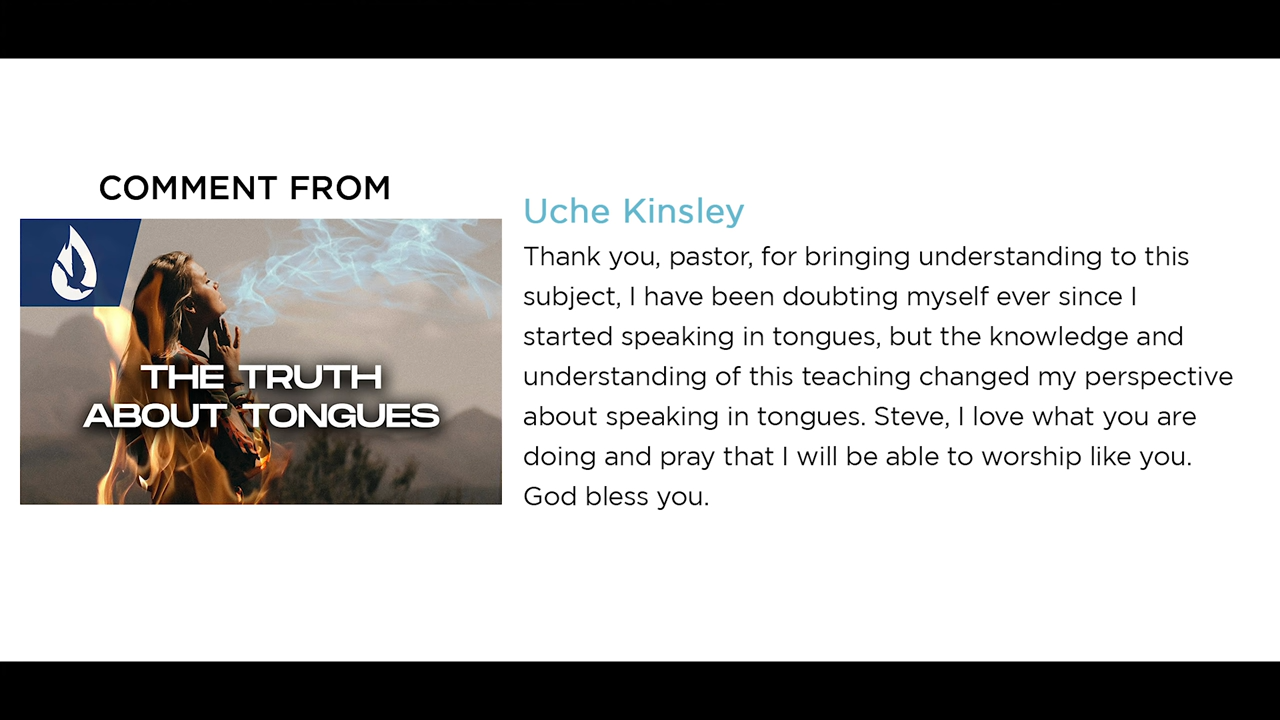 COMMENT FROM
THE TRUTH
ABOUT TONGUES
Uche Kinsley
Thank you, pastor, for bringing understanding to this
subject, I have been doubting myself ever since I
started speaking in tongues, but the knowledge and
understanding of this teaching changed my perspective
about speaking in tongues. Steve, I love what you are
doing and pray that I will be able to worship like you.
God bless you.